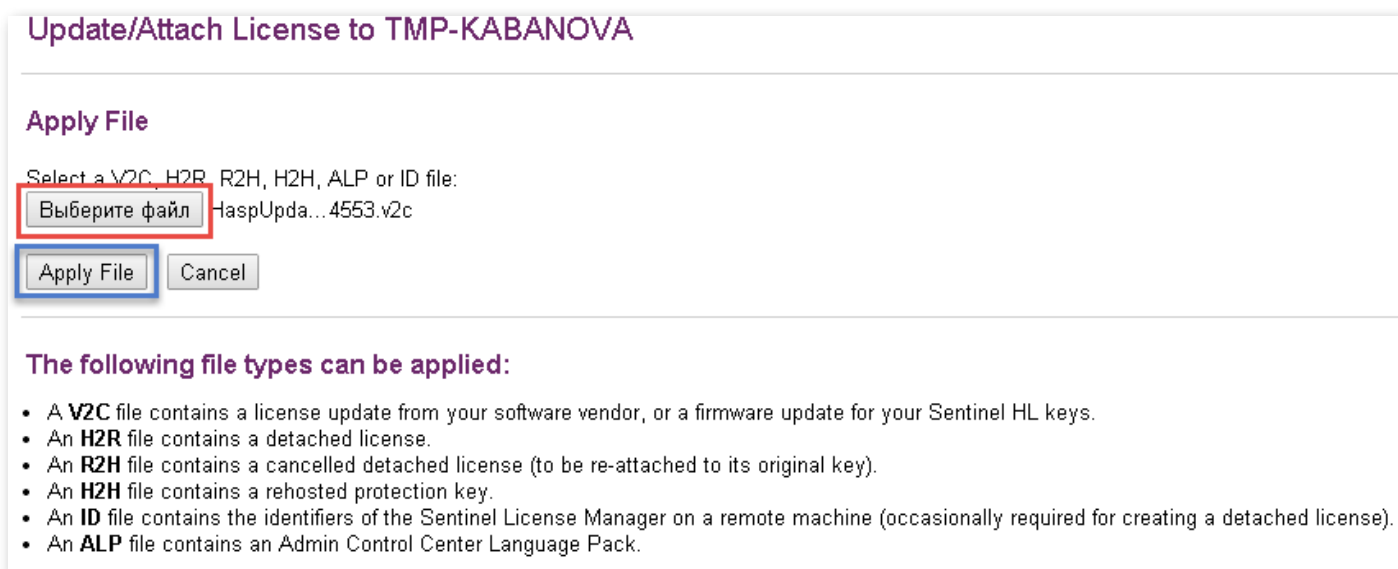 Update/Attach License to TMP-KABANOVA
Apply File
Select a V2C, H2R, R2H, H2H, ALP or ID file:
Выберите файл HaspUpda...4553.v2c
Apply File Cancel
The following file types can be applied:
• A V2C file contains a license update from your software vendor, or a firmware update for your Sentinel HL keys.
• An H2R file contains a detached license.
• An R2H file contains a cancelled detached license (to be re-attached to its original key).
• An H2H file contains a rehosted protection key.
• An ID file contains the identifiers of the Sentinel License Manager on a remote machine (occasionally required for creating a detached license).
• An ALP file contains an Admin Control Center Language Pack.